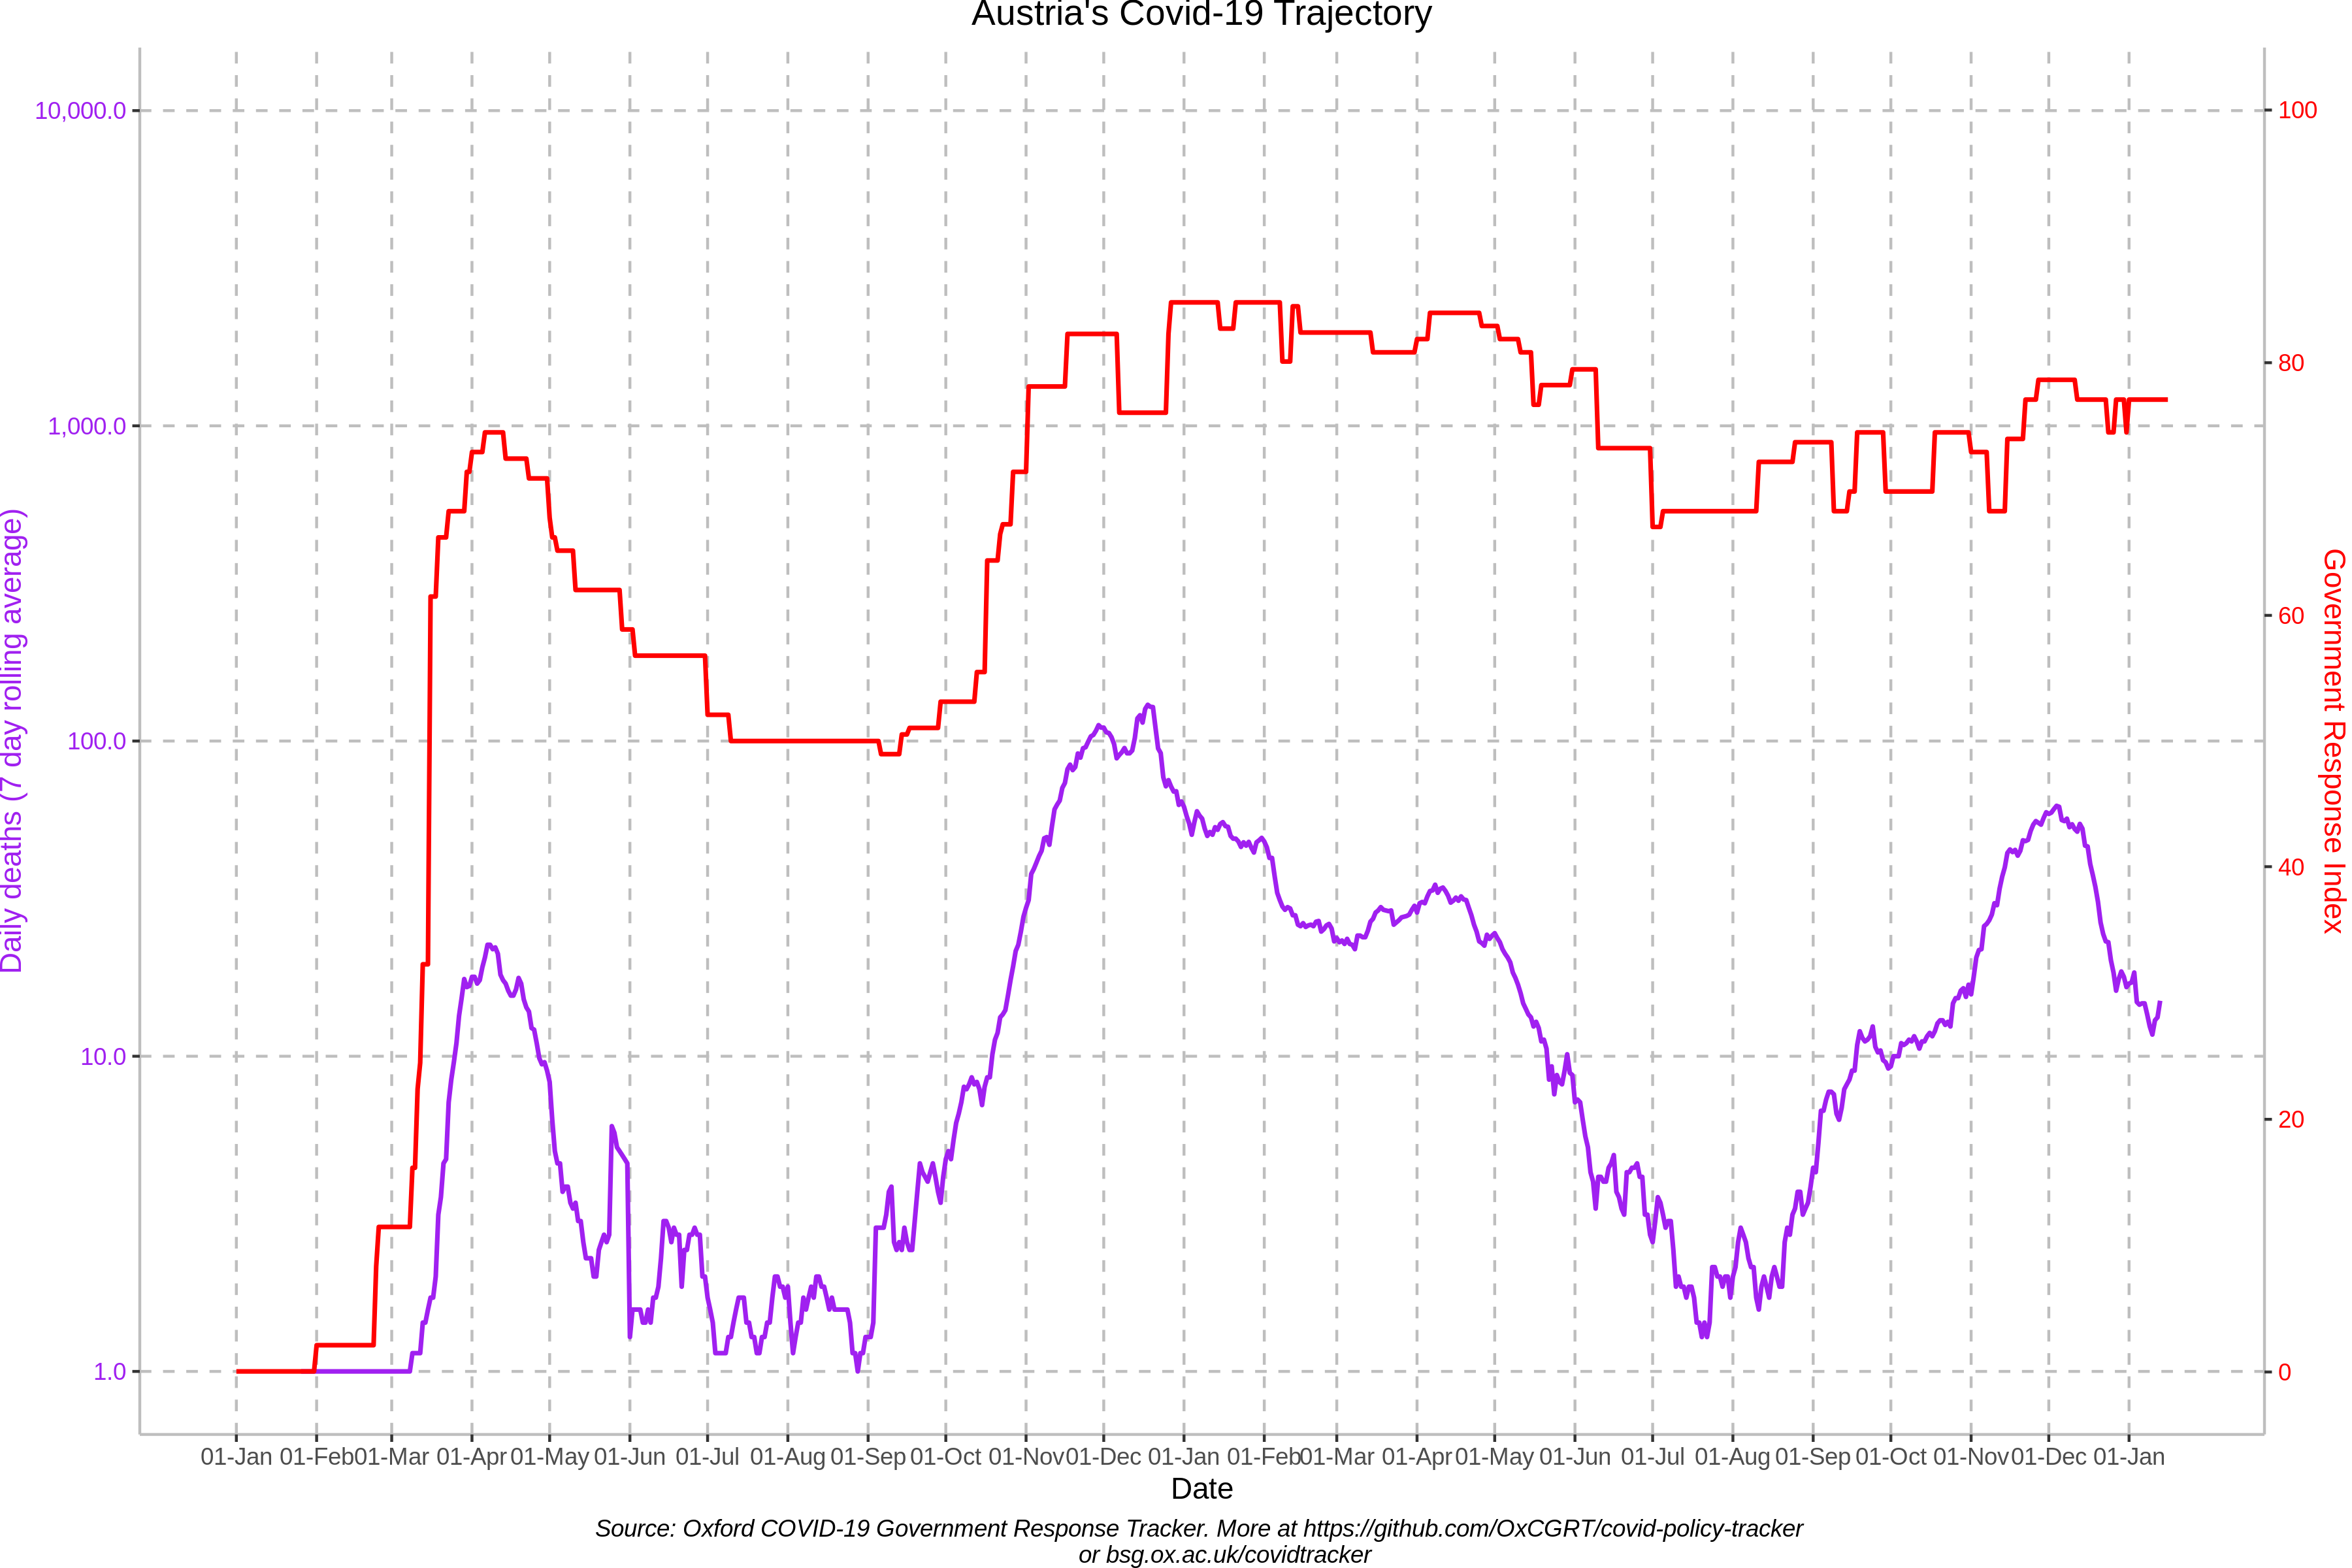 Austria's Covid-19 Trajectory
10,000.0
1,000.0
100.0
10.0
1.0
Daily deaths (7 day rolling average)
100
80
60
40
20
0
Government Response Index
01-Jan 01-Feb 01-Mar 01-Apr 01-May 01-Jun 01-Jul 01-Aug 01-Sep 01-Oct 01-Nov 01-Dec 01-Jan 01-Feb 01-Mar 01-Apr 01-May 01-Jun 01-Jul 01-Aug 01-Sep 01-Oct 01-Nov 01-Dec 01-Jan
Date
Source: Oxford COVID-19 Government Response Tracker. More at https://github.com/OxCGRT/covid-policy-tracker
or bsg.ox.ac.uk/covidtracker